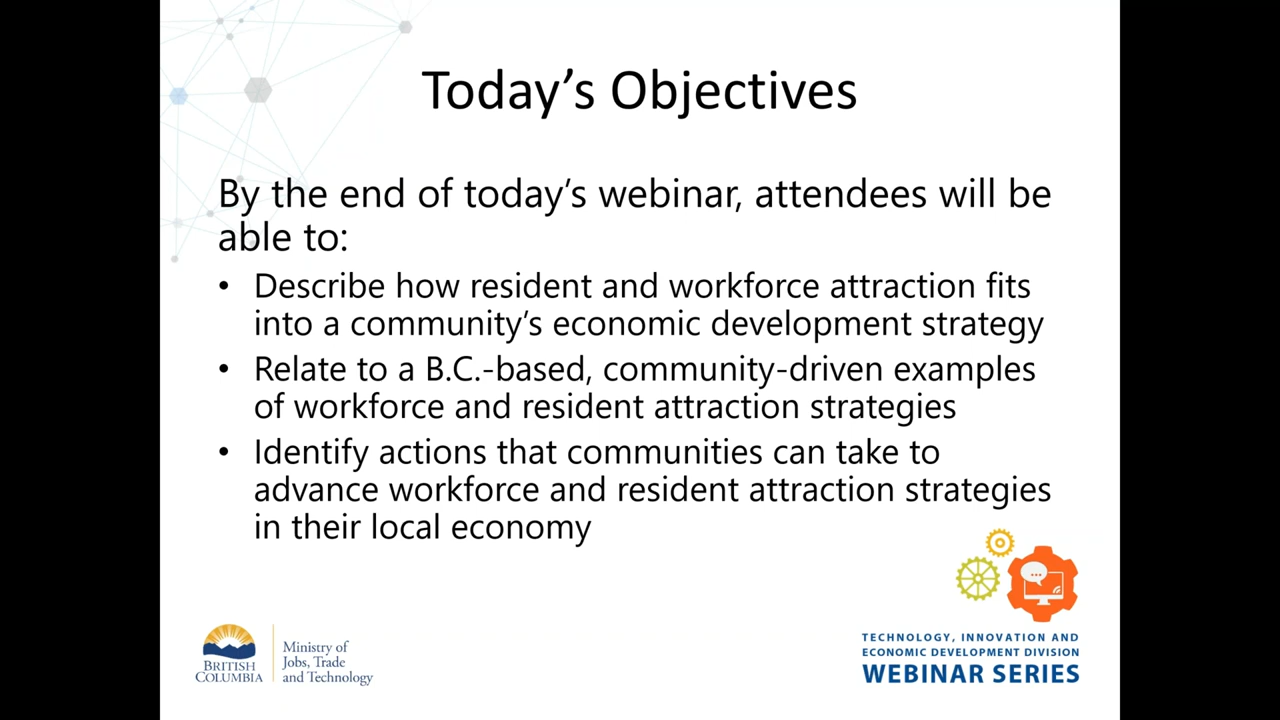 Today’s Objectives
By the end of today’s webinar, attendees will be
able to:
• Describe how resident and workforce attraction fits
into a community’s economic development strategy
• Relate to a B.C.-based, community-driven examples
of workforce and resident attraction strategies
• Identify actions that communities can take to
advance workforce and resident attraction strategies
in their local economy
BRITISH
COLUMBIA
Ministry of
Jobs, Trade
and Technology
TECHNOLOGY, INNOVATION AND
ECONOMIC DEVELOPMENT DIVISION
WEBINAR SERIES